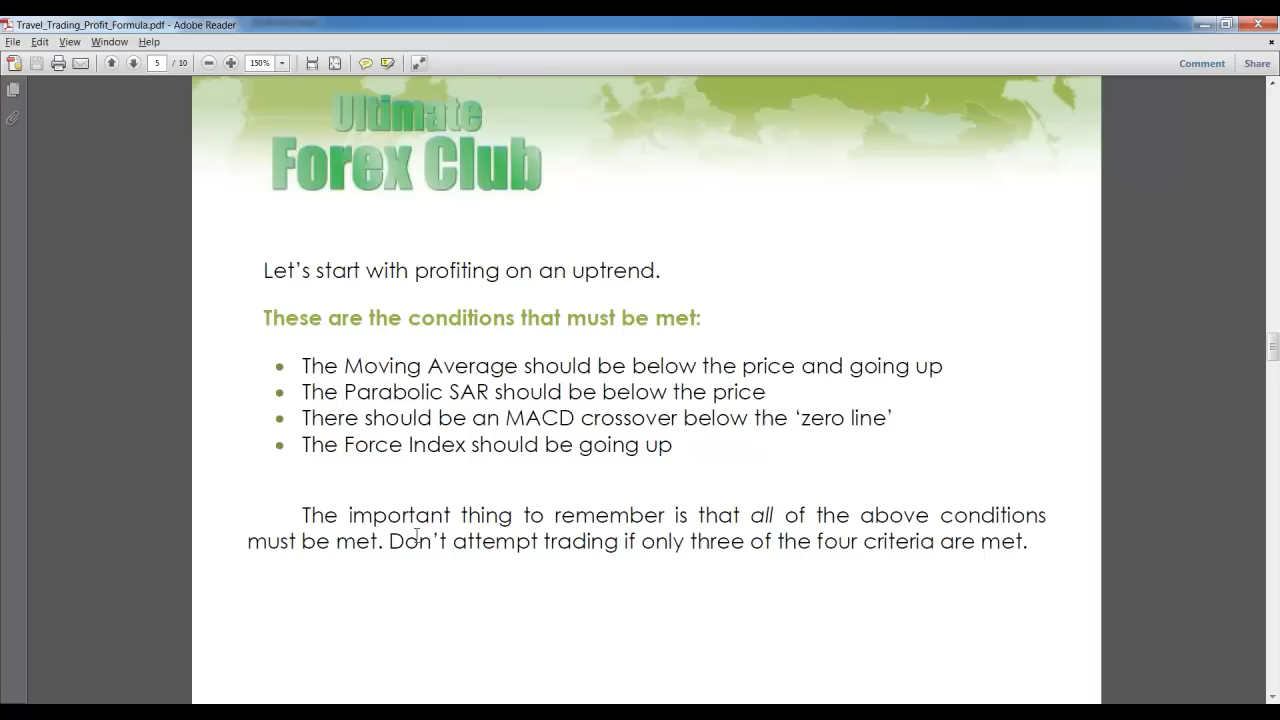 Travel_Trading_Profit_Formula.pdf - Adobe Reader
File Edit View Window Help
5 / 10 150% Comment Share
Ultimate
Forex Club
Let’s start with profiting on an uptrend.
These are the conditions that must be met:
• The Moving Average should be below the price and going up
• The Parabolic SAR should be below the price
• There should be an MACD crossover below the ‘zero line’
• The Force Index should be going up
The important thing to remember is that all of the above conditions
must be met. Don’t attempt trading if only three of the four criteria are met.